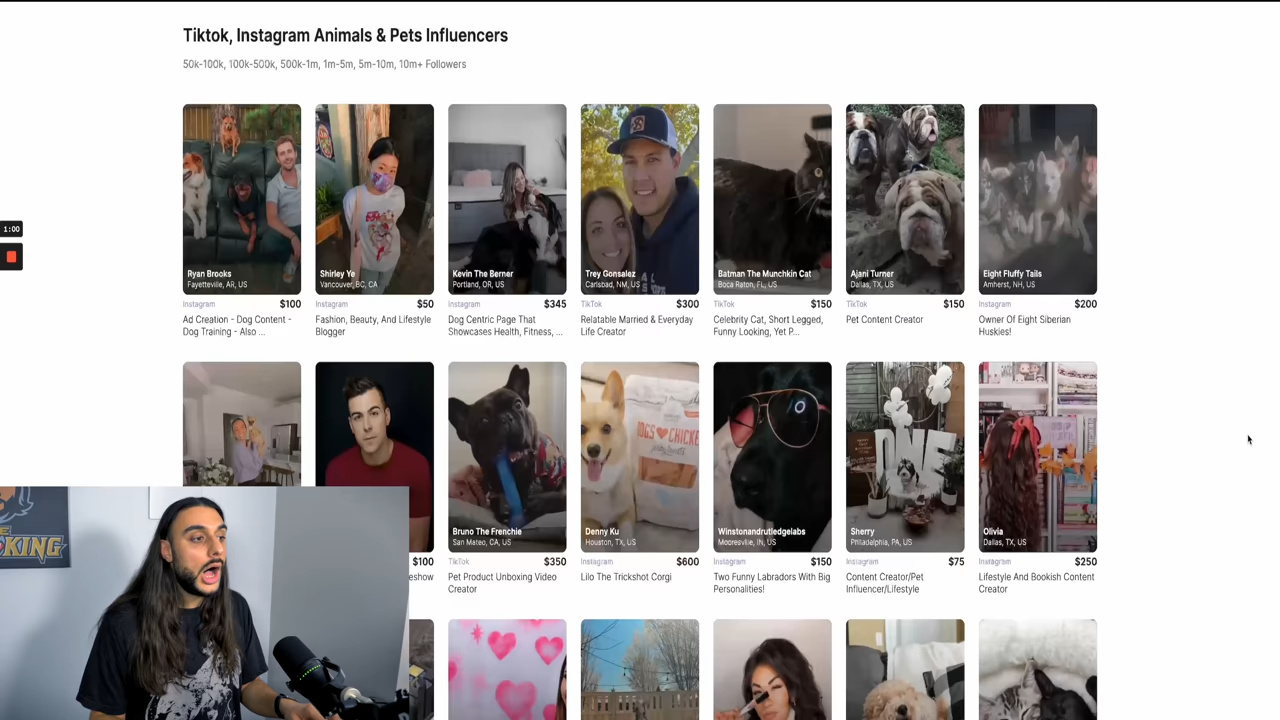 Tiktok, Instagram Animals & Pets Influencers
50k-100k, 100k-500k, 500k-1m, 1m-5m, 5m-10m, 10m+ Followers
1:00
Ryan Brooks
Fayetteville, AR, US
Instagram $100
Ad Creation - Dog Content -
Dog Training - Also ...
Shirley Ye
Vancouver, BC, CA
Instagram $50
Fashion, Beauty, And Lifestyle
Blogger
Kevin The Berner
Portland, OR, US
Instagram $345
Dog Centric Page That
Showcases Health, Fitness, ...
Trey Gonsalez
Carlsbad, NM, US
TikTok $300
Relatable Married & Everyday
Life Creator
Batman The Munchkin Cat
Boca Raton, FL, US
TikTok $150
Celebrity Cat, Short Legged,
Funny Looking, Yet P...
Ajani Turner
Dallas, TX, US
TikTok $150
Pet Content Creator
Eight Fluffy Tails
Amherst, NH, US
Instagram $200
Owner Of Eight Siberian
Huskies!
$100
eshow
Bruno The Frenchie
San Mateo, CA, US
TikTok $350
Pet Product Unboxing Video
Creator
DOGS CHICKE
Denny Ku
Houston, TX, US
Instagram $600
Lilo The Trickshot Corgi
Winstonandrutledgelabs
Mooresville, IN, US
Instagram $150
Two Funny Labradors With Big
Personalities!
ONE
Sherry
Philadelphia, PA, US
Instagram $75
Content Creator/Pet
Influencer/Lifestyle
Olivia
Dallas, TX, US
Instagram $250
Lifestyle And Bookish Content
Creator
KING